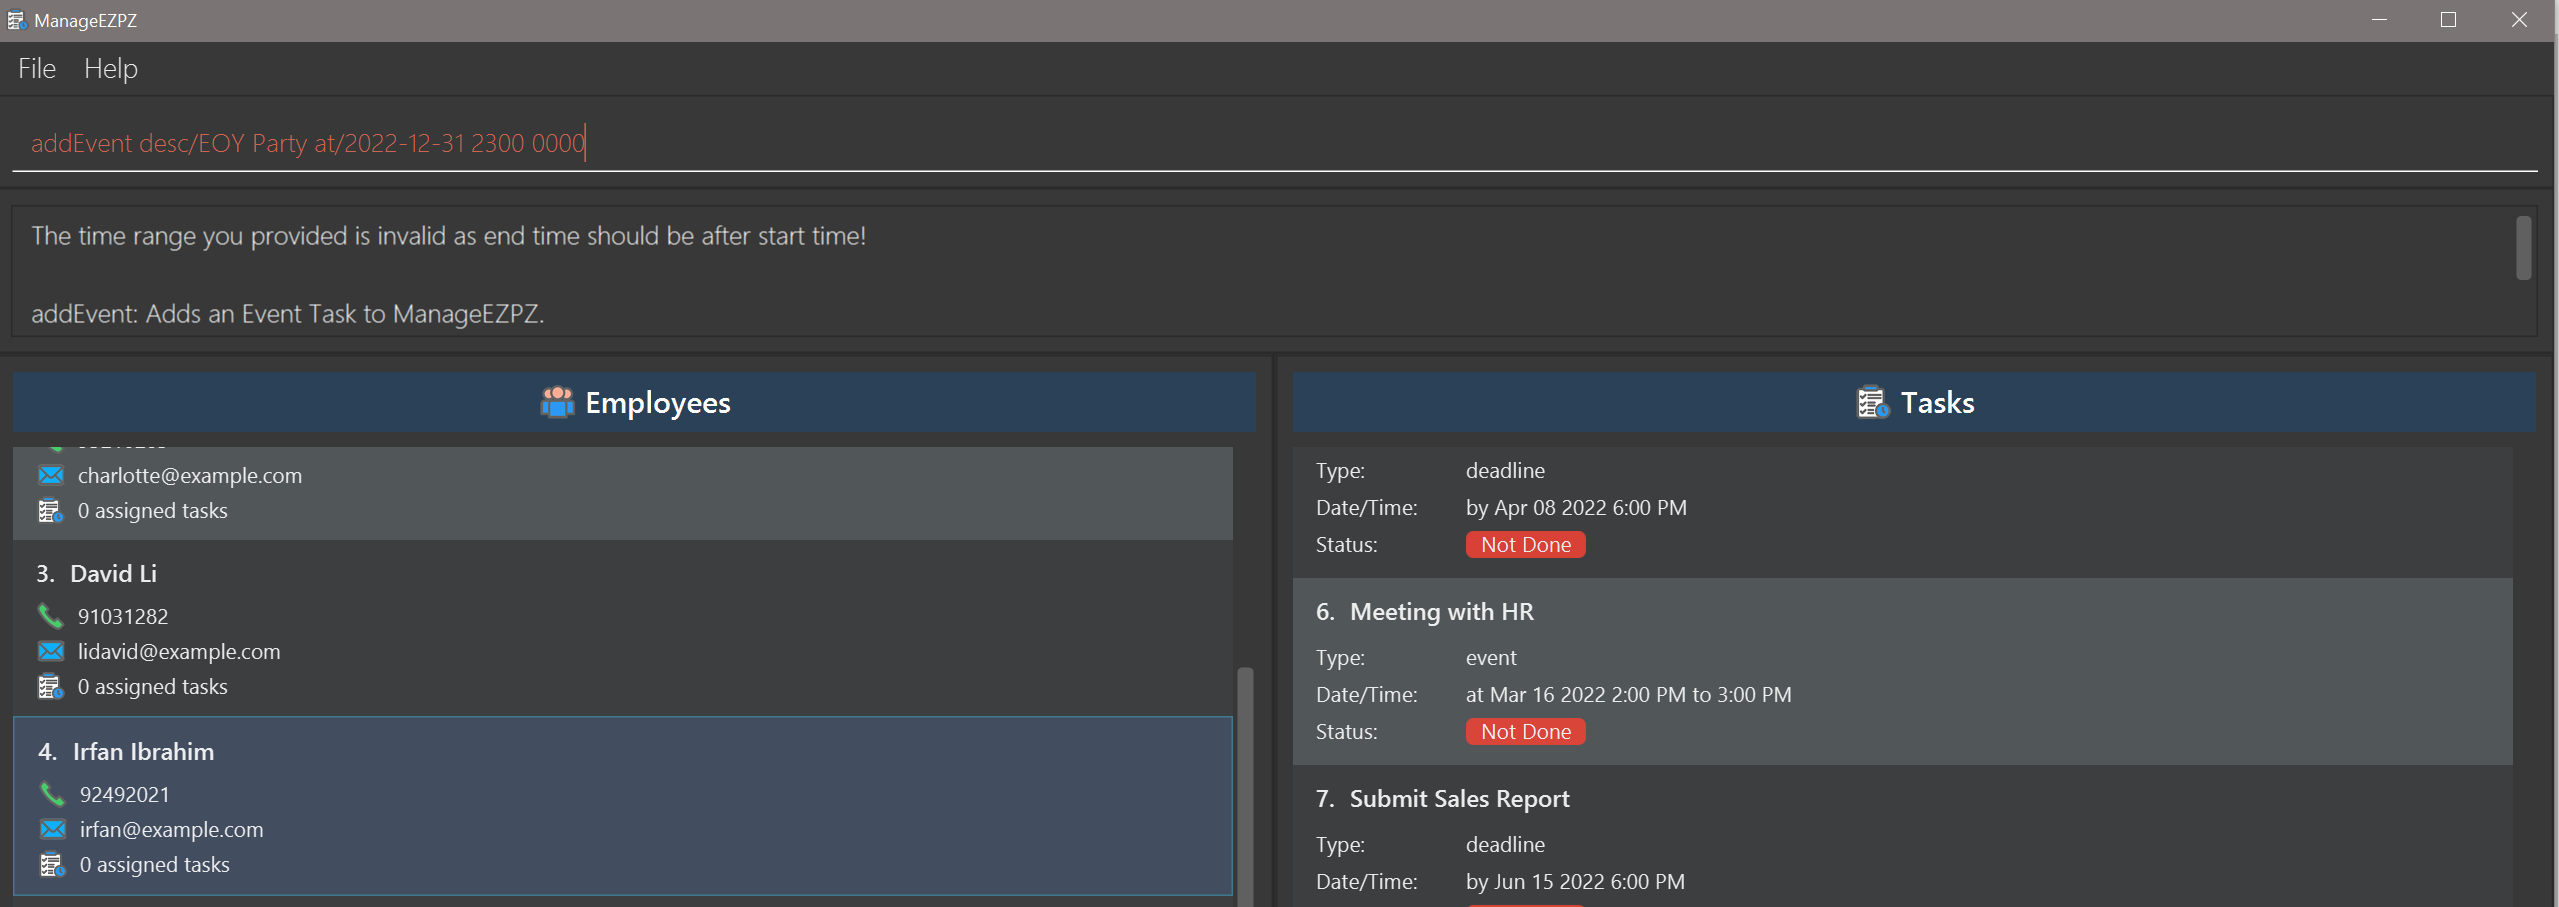 ManageEZPZ
File Help
addEvent desc/EOY Party at/2022-12-31 2300 0000
The time range you provided is invalid as end time should be after start time!
addEvent: Adds an Event Task to ManageEZPZ.
Employees
charlotte@example.com
0 assigned tasks
3. David Li
91031282
lidavid@example.com
0 assigned tasks
4. Irfan Ibrahim
92492021
irfan@example.com
0 assigned tasks
Tasks
Type: deadline
Date/Time: by Apr 08 2022 6:00 PM
Status: Not Done
6. Meeting with HR
Type: event
Date/Time: at Mar 16 2022 2:00 PM to 3:00 PM
Status: Not Done
7. Submit Sales Report
Type: deadline
Date/Time: by Jun 15 2022 6:00 PM